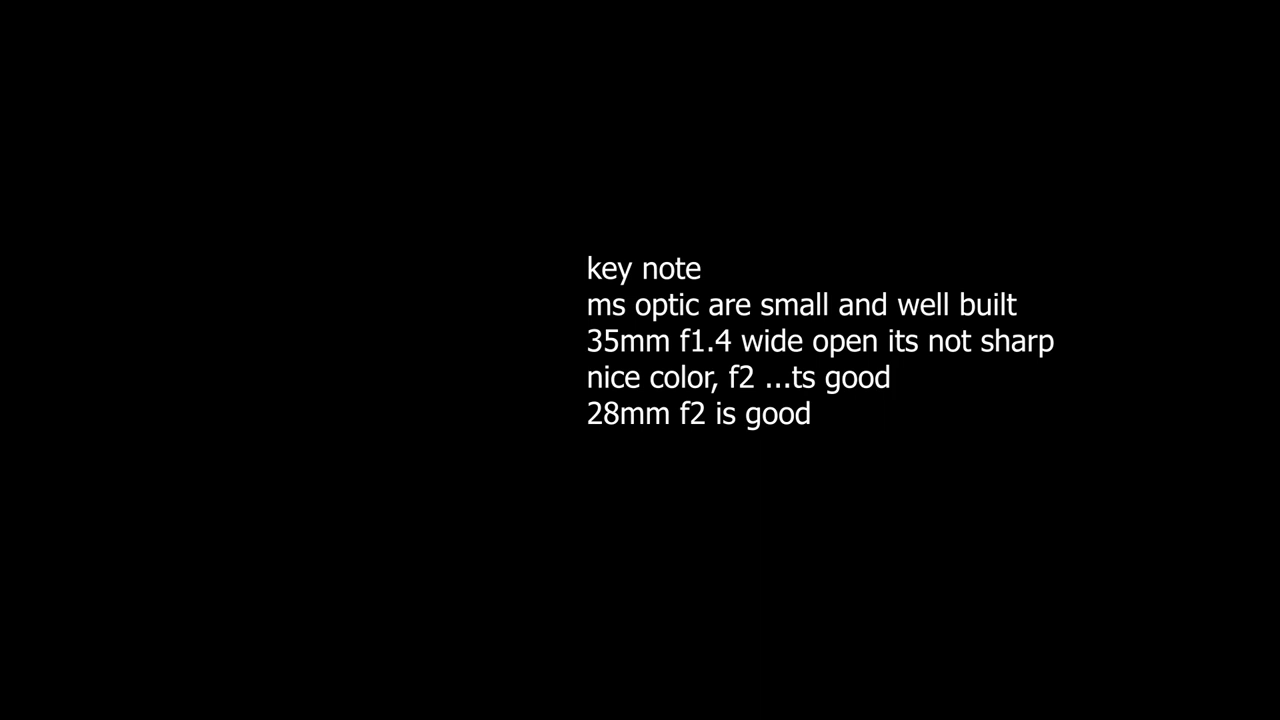 key note
ms optic are small and well built
35mm f1.4 wide open its not sharp
nice color, f2 ...ts good
28mm f2 is good